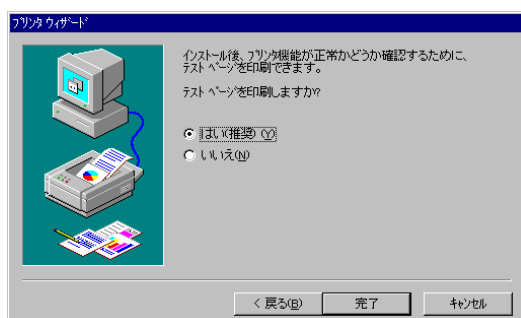 プリンタ ウィザード
インストール後、プリンタ機能が正常かどうか確認するために、
テスト ページを印刷できます。
テスト ページを印刷しますか?
はい(推奨)(Y)
いいえ(N)
< 戻る(B)
完了
キャンセル